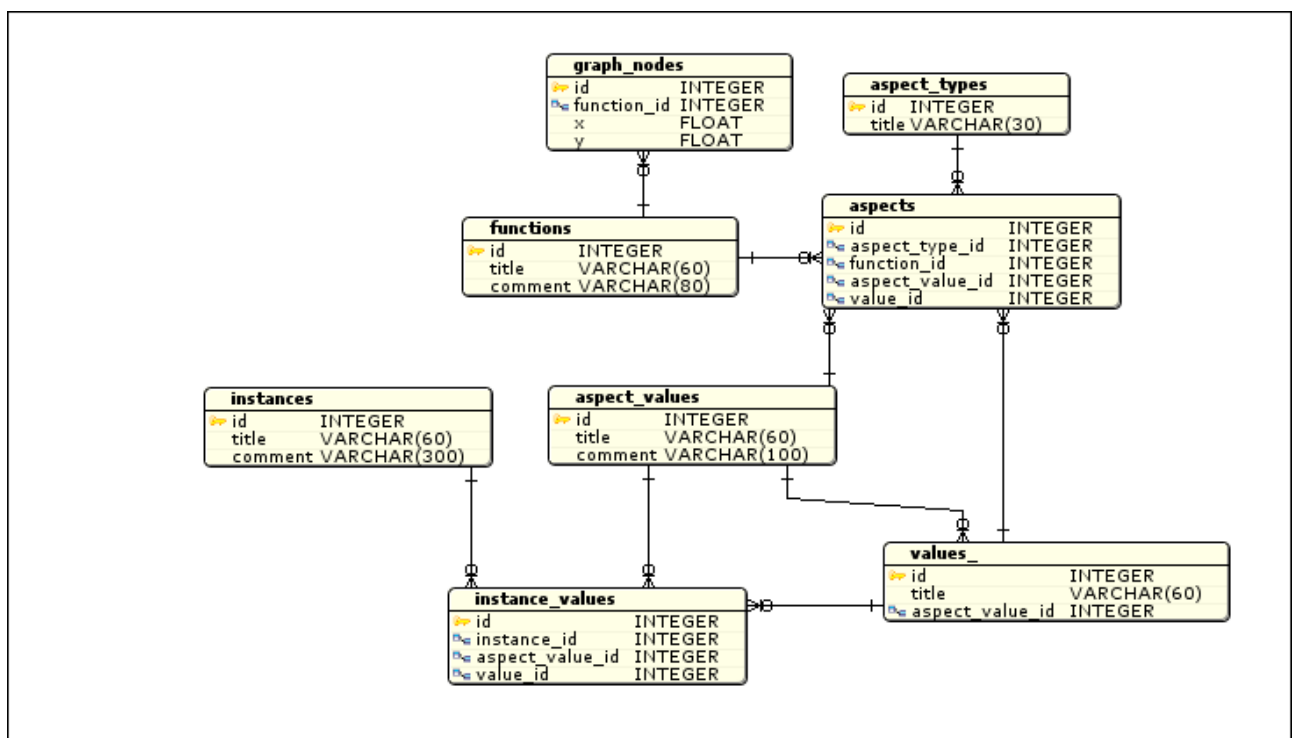 graph_nodes
id INTEGER
function_id INTEGER
x FLOAT
y FLOAT
aspect_types
id INTEGER
title VARCHAR(30)
aspects
id INTEGER
aspect_type_id INTEGER
function_id INTEGER
aspect_value_id INTEGER
value_id INTEGER
functions
id INTEGER
title VARCHAR(60)
comment VARCHAR(80)
instances
id INTEGER
title VARCHAR(60)
comment VARCHAR(300)
aspect_values
id INTEGER
title VARCHAR(60)
comment VARCHAR(100)
values_
id INTEGER
title VARCHAR(60)
aspect_value_id INTEGER
instance_values
id INTEGER
instance_id INTEGER
aspect_value_id INTEGER
value_id INTEGER